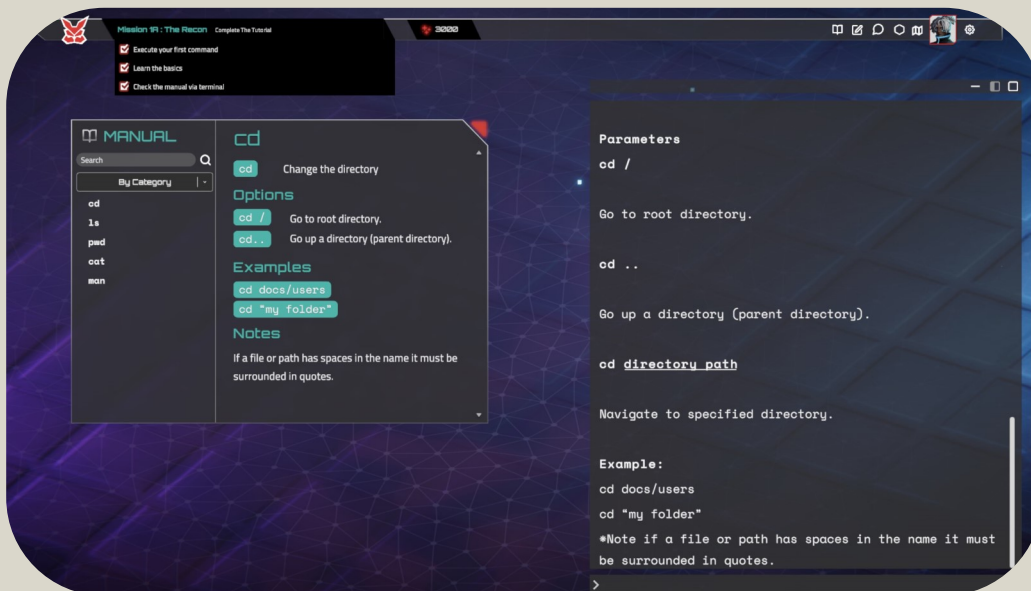 Mission 1A : The Recon Complete The Tutorial
3000
Execute your first command
Learn the basics
Check the manual via terminal
MANUAL
Search
By Category
cd
ls
pwd
cat
man
cd
cd Change the directory
Options
cd / Go to root directory.
cd.. Go up a directory (parent directory).
Examples
cd docs/users
cd "my folder"
Notes
If a file or path has spaces in the name it must be
surrounded in quotes.
Parameters
cd /
Go to root directory.
cd ..
Go up a directory (parent directory).
cd directory path
Navigate to specified directory.
Example:
cd docs/users
cd "my folder"
*Note if a file or path has spaces in the name it must
be surrounded in quotes.
>